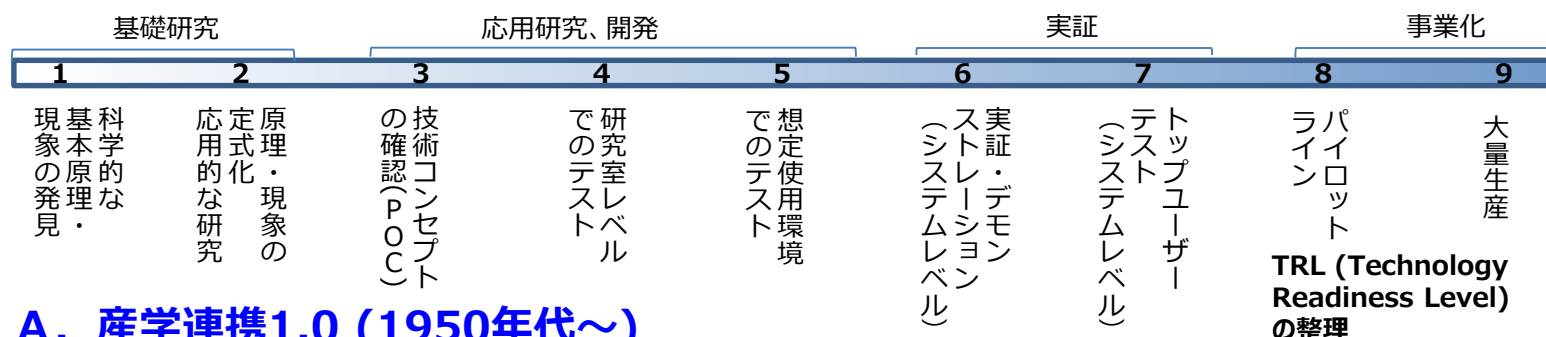 基礎研究
応用研究、開発
実証
事業化
1
2
3
4
5
6
7
8
9
科学的な
基本原理・
現象の発見
原理・現象の
定式化
応用的な研究
技術コンセプト
の確認（POC）
研究室レベル
でのテスト
想定使用環境
でのテスト
実証・デモン
ストレーション
（システムレベル）
トップユーザー
テスト
（システムレベル）
パイロット
ライン
大量生産
TRL (Technology
Readiness Level)
の整理
A．産学連携1.0 (1950年代～)